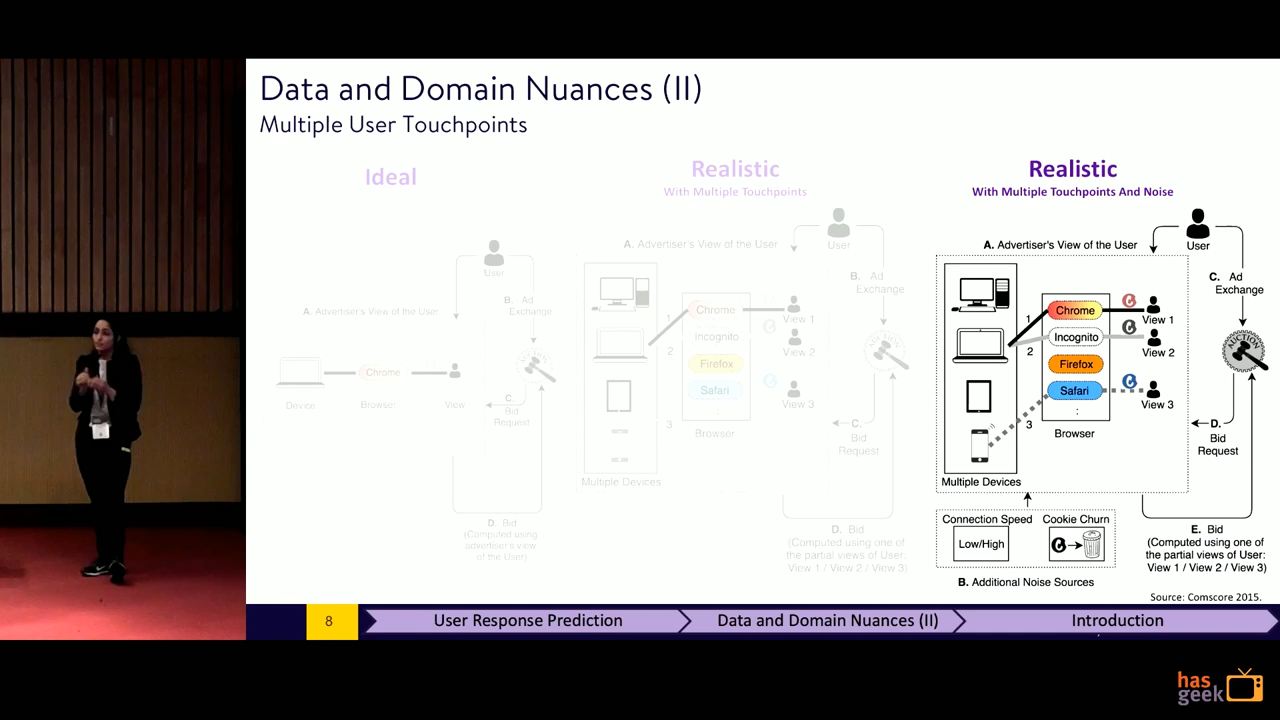 Data and Domain Nuances (II)
Multiple User Touchpoints
Ideal
User
A. Advertiser's View of the User
B. Ad
Exchange
Chrome
Device
Browser
View
C.
Bid
Request
D. Bid
(Computed using
advertiser's view
of the User)
Realistic
With Multiple Touchpoints
User
A. Advertiser's View of the User
B. Ad
Exchange
1
Chrome
View 1
Incognito
2
View 2
Firefox
Safari
View 3
:
3
Browser
C.
Bid
Request
Multiple Devices
D. Bid
(Computed using one of
the partial views of User:
View 1 / View 2 / View 3)
Realistic
With Multiple Touchpoints And Noise
User
A. Advertiser's View of the User
C. Ad
Exchange
1
Chrome
View 1
Incognito
2
View 2
AUCTION
Firefox
Safari
View 3
:
3
Browser
D.
Bid
Request
Multiple Devices
Connection Speed
Cookie Churn
Low/High
B. Additional Noise Sources
E. Bid
(Computed using one of
the partial views of User:
View 1 / View 2 / View 3)
Source: Comscore 2015.
8
User Response Prediction
Data and Domain Nuances (II)
Introduction
has
geek